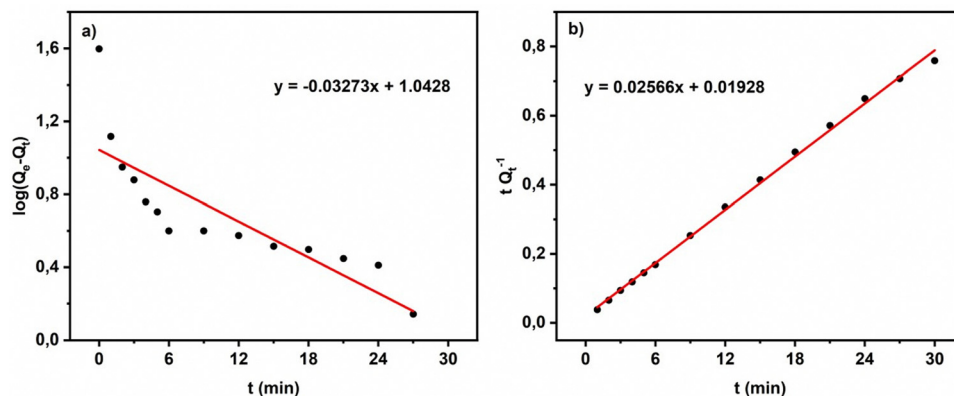 a)
y = -0.03273x + 1.0428
log(Qₑ-Qₜ)
1,6
1,2
0,8
0,4
0,0
0 6 12 18 24 30
t (min)
b)
y = 0.02566x + 0.01928
t Qₜ⁻¹
0,8
0,6
0,4
0,2
0,0
0 6 12 18 24 30
t (min)